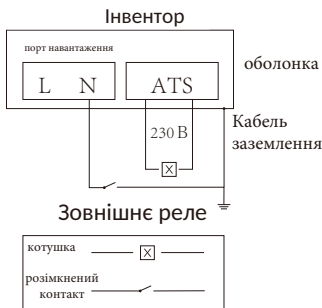 Інвентор
порт навантаження
оболонка
L N ATS
230 В
Кабель
заземлення
X
Зовнішнє реле
котушка X
розімкнений
контакт